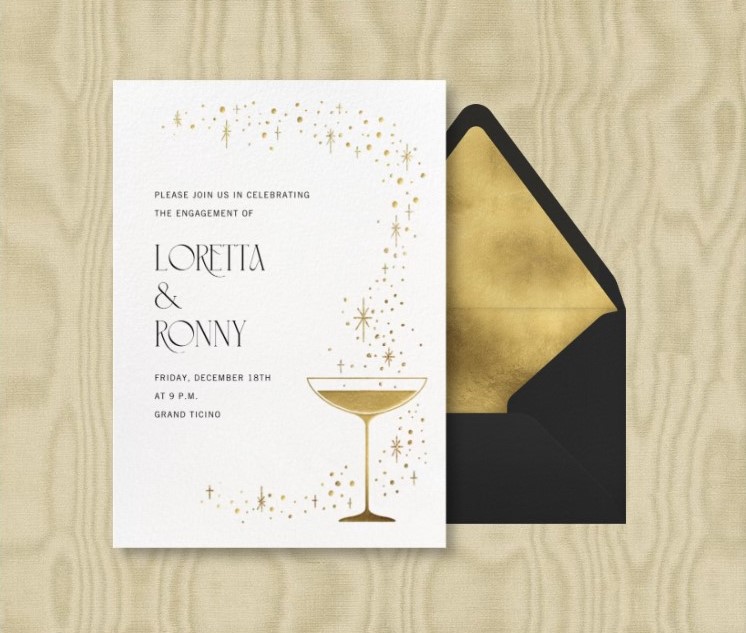 PLEASE JOIN US IN CELEBRATING
THE ENGAGEMENT OF
LORETTA
&
RONNY
FRIDAY, DECEMBER 18TH
AT 9 P.M.
GRAND TICINO